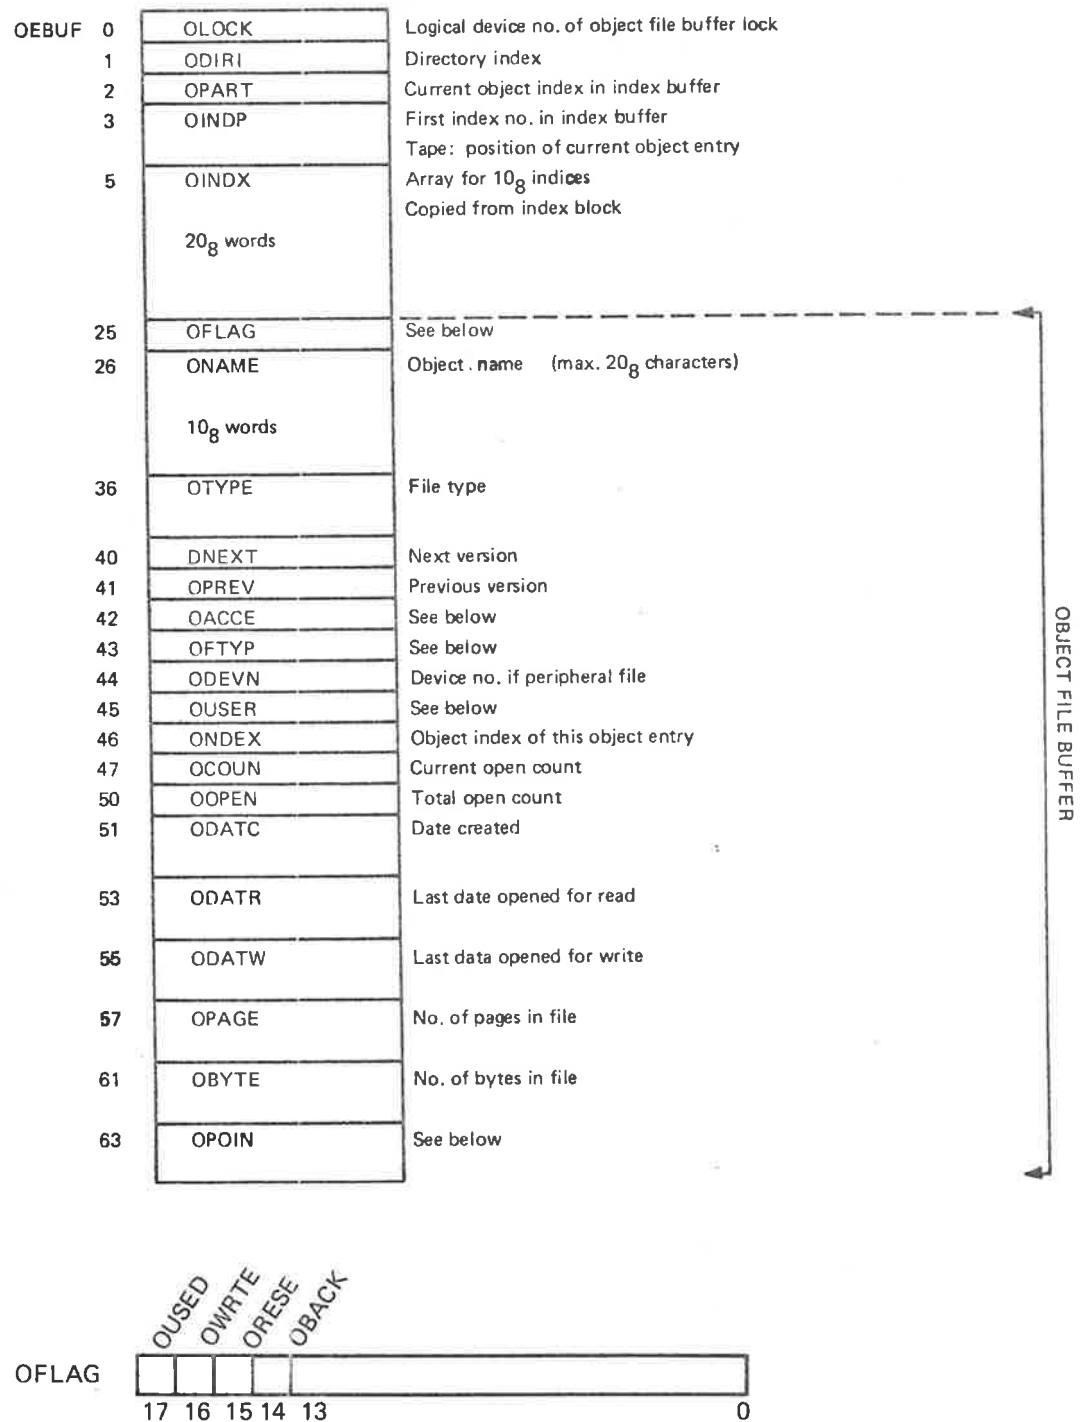 OEBUF 0 OLOCK Logical device no. of object file buffer lock
1 ODIRI Directory index
2 OPART Current object index in index buffer
3 OINDP First index no. in index buffer
Tape: position of current object entry
5 OINDX Array for 10₈ indices
Copied from index block
20₈ words
25 OFLAG See below
26 ONAME Object . name (max. 20₈ characters)
10₈ words
36 OTYPE File type
40 DNEXT Next version
41 OPREV Previous version
42 OACCE See below
43 OFTYP See below
44 ODEVN Device no. if peripheral file
45 OUSER See below
46 ONDEX Object index of this object entry
47 OCOUN Current open count
50 OOPEN Total open count
51 ODATC Date created
53 ODATR Last date opened for read
55 ODATW Last data opened for write
57 OPAGE No. of pages in file
61 OBYTE No. of bytes in file
63 OPOIN See below
OBJECT FILE BUFFER
OUSED OWRTE ORESE OBACK
OFLAG
17 16 15 14 13 0